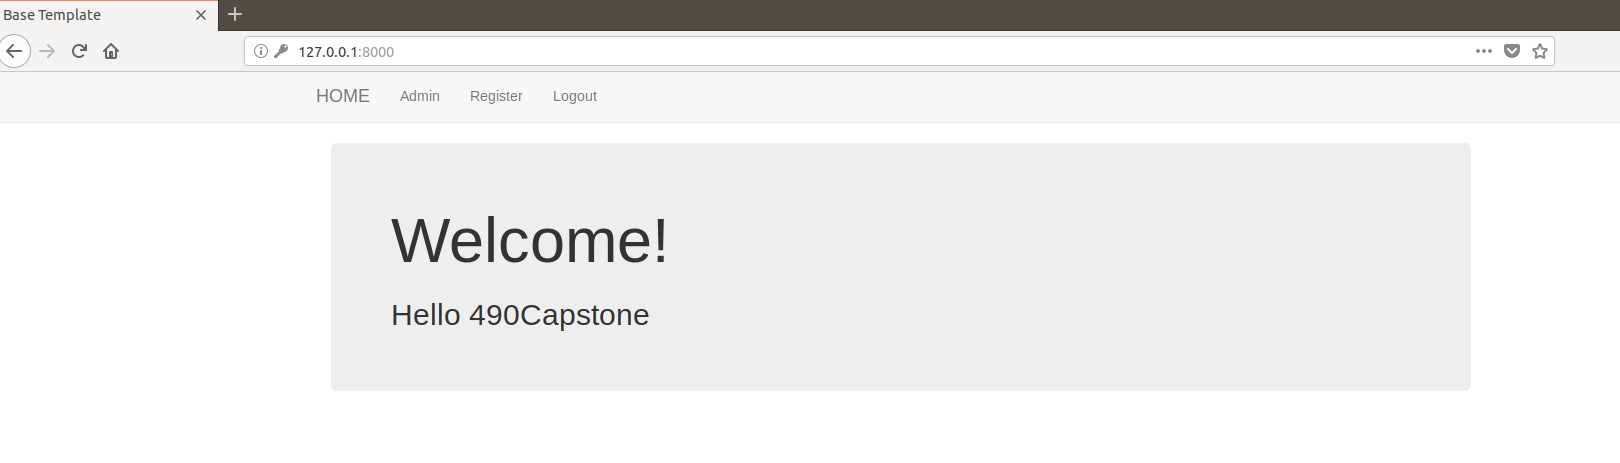 Base Template
127.0.0.1:8000
HOME Admin Register Logout
Welcome!
Hello 490Capstone